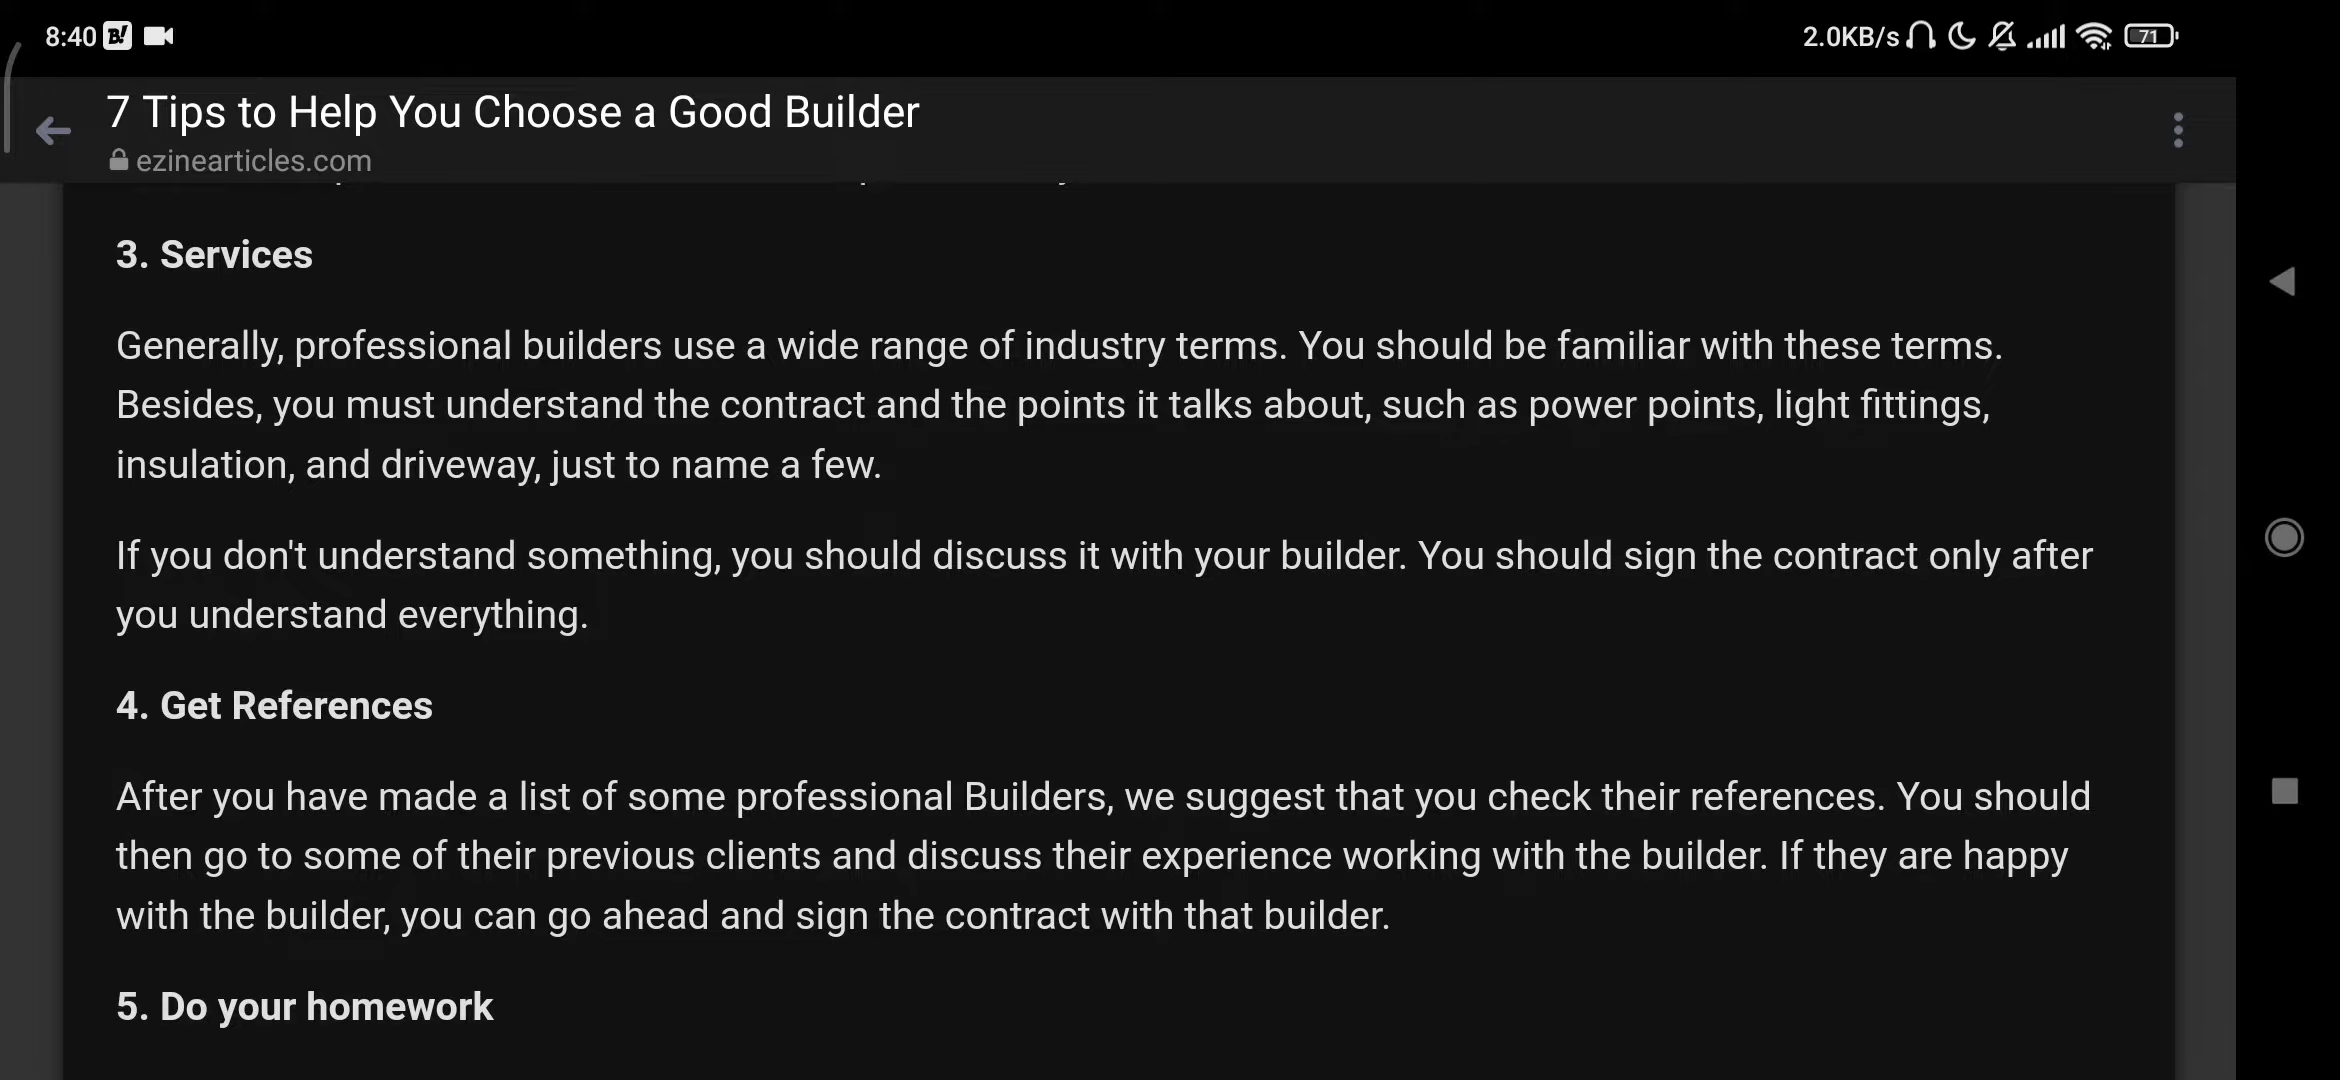 8:40 B! 2.0KB/s 71
7 Tips to Help You Choose a Good Builder
ezinearticles.com
3. Services
Generally, professional builders use a wide range of industry terms. You should be familiar with these terms.
Besides, you must understand the contract and the points it talks about, such as power points, light fittings,
insulation, and driveway, just to name a few.
If you don't understand something, you should discuss it with your builder. You should sign the contract only after
you understand everything.
4. Get References
After you have made a list of some professional Builders, we suggest that you check their references. You should
then go to some of their previous clients and discuss their experience working with the builder. If they are happy
with the builder, you can go ahead and sign the contract with that builder.
5. Do your homework